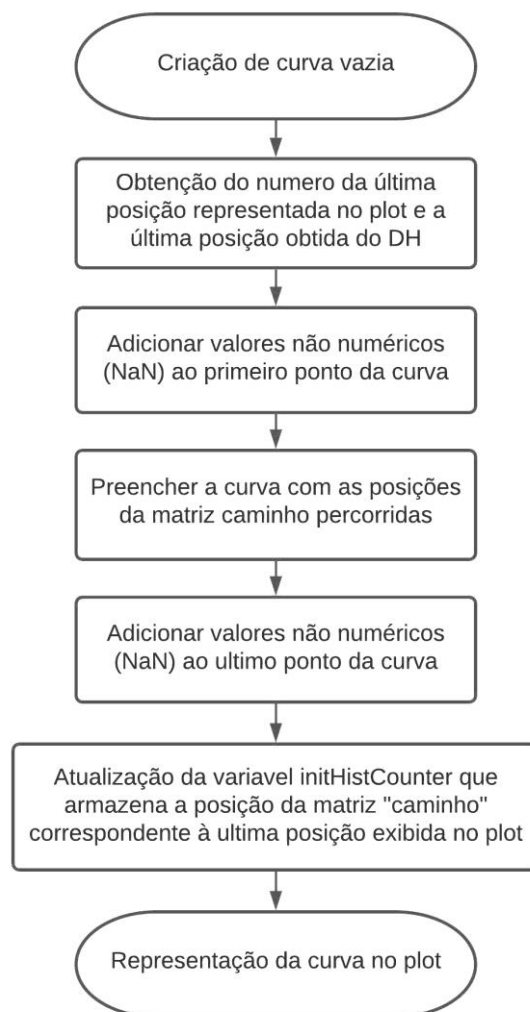 Criação de curva vazia
Obtenção do numero da última
posição representada no plot e a
última posição obtida do DH
Adicionar valores não numéricos
(NaN) ao primeiro ponto da curva
Preencher a curva com as posições
da matriz caminho percorridas
Adicionar valores não numéricos
(NaN) ao ultimo ponto da curva
Atualização da variavel initHistCounter que
armazena a posição da matriz "caminho"
correspondente à ultima posição exibida no plot
Representação da curva no plot